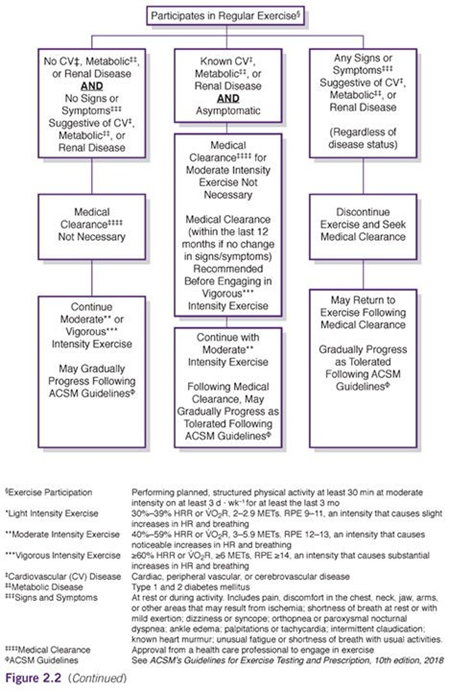 Participates in Regular Exercise§
No CV‡, Metabolic‡‡,
or Renal Disease
AND
No Signs or
Symptoms‡‡‡
Suggestive of CV‡,
Metabolic‡‡, or
Renal Disease
Medical
Clearance‡‡‡‡
Not Necessary
Continue
Moderate** or
Vigorous***
Intensity Exercise
May Gradually
Progress Following
ACSM GuidelinesΦ
Known CV‡,
Metabolic‡‡, or
Renal Disease
AND
Asymptomatic
Medical
Clearance‡‡‡‡ for
Moderate Intensity
Exercise Not
Necessary
Medical Clearance
(within the last 12
months if no change
in signs/symptoms)
Recommended
Before Engaging in
Vigorous***
Intensity Exercise
Continue with
Moderate**
Intensity Exercise
Following Medical
Clearance, May
Gradually Progress as
Tolerated Following
ACSM GuidelinesΦ
Any Signs or
Symptoms‡‡‡
Suggestive of CV‡,
Metabolic‡‡, or
Renal Disease
(Regardless of
disease status)
Discontinue
Exercise and Seek
Medical Clearance
May Return to
Exercise Following
Medical Clearance
Gradually Progress
as Tolerated
Following ACSM
GuidelinesΦ
§Exercise Participation Performing planned, structured physical activity at least 30 min at moderate
intensity on at least 3 d · wk⁻¹ for at least the last 3 mo
*Light Intensity Exercise 30%–39% HRR or V̇O₂R, 2–2.9 METs, RPE 9–11, an intensity that causes slight
increases in HR and breathing
**Moderate Intensity Exercise 40%–59% HRR or V̇O₂R, 3–5.9 METs, RPE 12–13, an intensity that causes
noticeable increases in HR and breathing
***Vigorous Intensity Exercise ≥60% HRR or V̇O₂R, ≥6 METs, RPE ≥14, an intensity that causes substantial
increases in HR and breathing
‡Cardiovascular (CV) Disease Cardiac, peripheral vascular, or cerebrovascular disease
‡‡Metabolic Disease Type 1 and 2 diabetes mellitus
‡‡‡Signs and Symptoms At rest or during activity. Includes pain, discomfort in the chest, neck, jaw, arms,
or other areas that may result from ischemia; shortness of breath at rest or with
mild exertion; dizziness or syncope; orthopnea or paroxysmal nocturnal
dyspnea; ankle edema; palpitations or tachycardia; intermittent claudication;
known heart murmur; unusual fatigue or shortness of breath with usual activities.
‡‡‡‡Medical Clearance Approval from a health care professional to engage in exercise
ΦACSM Guidelines See ACSM's Guidelines for Exercise Testing and Prescription, 10th edition, 2018
Figure 2.2 (Continued)